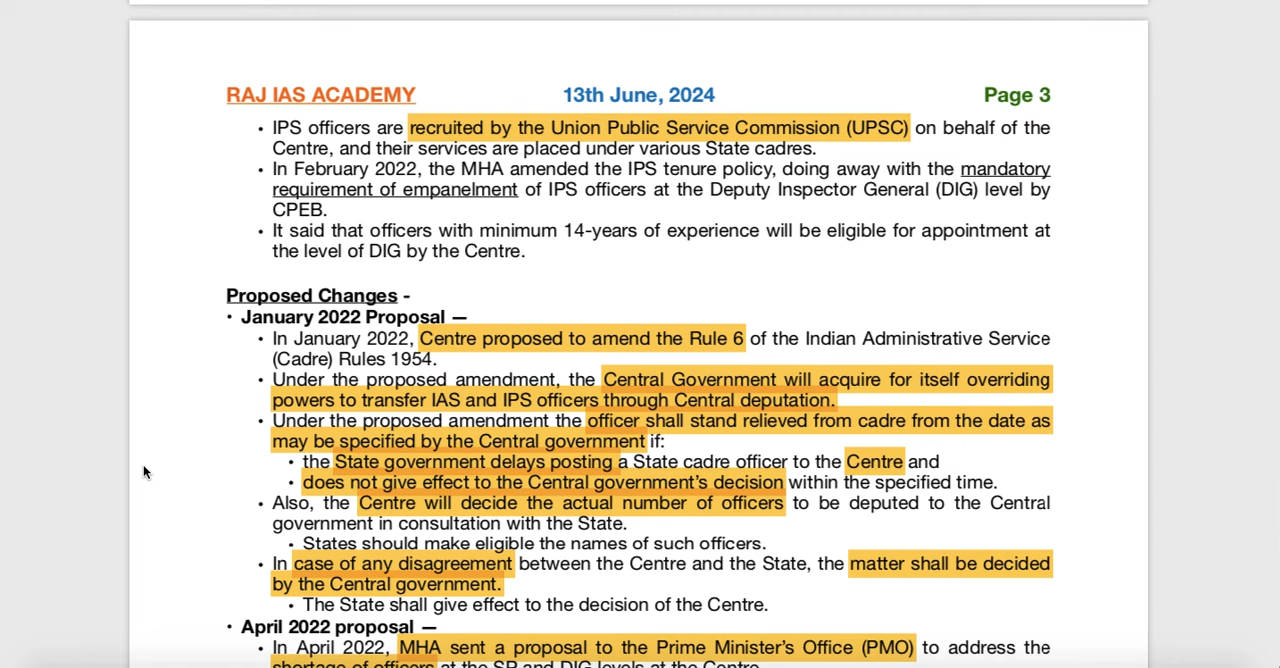 RAJ IAS ACADEMY 13th June, 2024 Page 3
• IPS officers are recruited by the Union Public Service Commission (UPSC) on behalf of the
Centre, and their services are placed under various State cadres.
• In February 2022, the MHA amended the IPS tenure policy, doing away with the mandatory
requirement of empanelment of IPS officers at the Deputy Inspector General (DIG) level by
CPEB.
• It said that officers with minimum 14-years of experience will be eligible for appointment at
the level of DIG by the Centre.
Proposed Changes -
• January 2022 Proposal —
• In January 2022, Centre proposed to amend the Rule 6 of the Indian Administrative Service
(Cadre) Rules 1954.
• Under the proposed amendment, the Central Government will acquire for itself overriding
powers to transfer IAS and IPS officers through Central deputation.
• Under the proposed amendment the officer shall stand relieved from cadre from the date as
may be specified by the Central government if:
• the State government delays posting a State cadre officer to the Centre and
• does not give effect to the Central government's decision within the specified time.
• Also, the Centre will decide the actual number of officers to be deputed to the Central
government in consultation with the State.
• States should make eligible the names of such officers.
• In case of any disagreement between the Centre and the State, the matter shall be decided
by the Central government.
• The State shall give effect to the decision of the Centre.
• April 2022 proposal —
• In April 2022, MHA sent a proposal to the Prime Minister's Office (PMO) to address the
shortage of officers at the SP and DIG levels at the Centre.